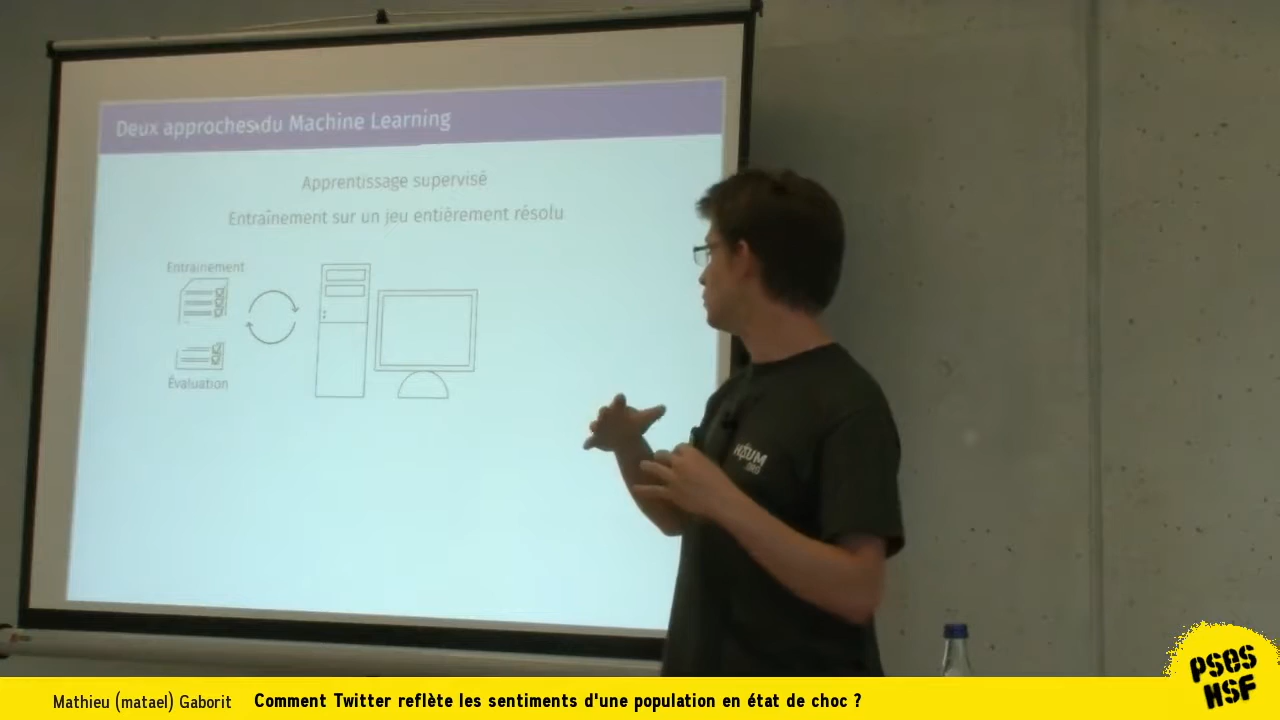 Deux approches du Machine Learning
Apprentissage supervisé
Entraînement sur un jeu entièrement résolu
Entrainement
Évaluation
PSES
HSF
Mathieu (matael) Gaborit
Comment Twitter reflète les sentiments d'une population en état de choc ?